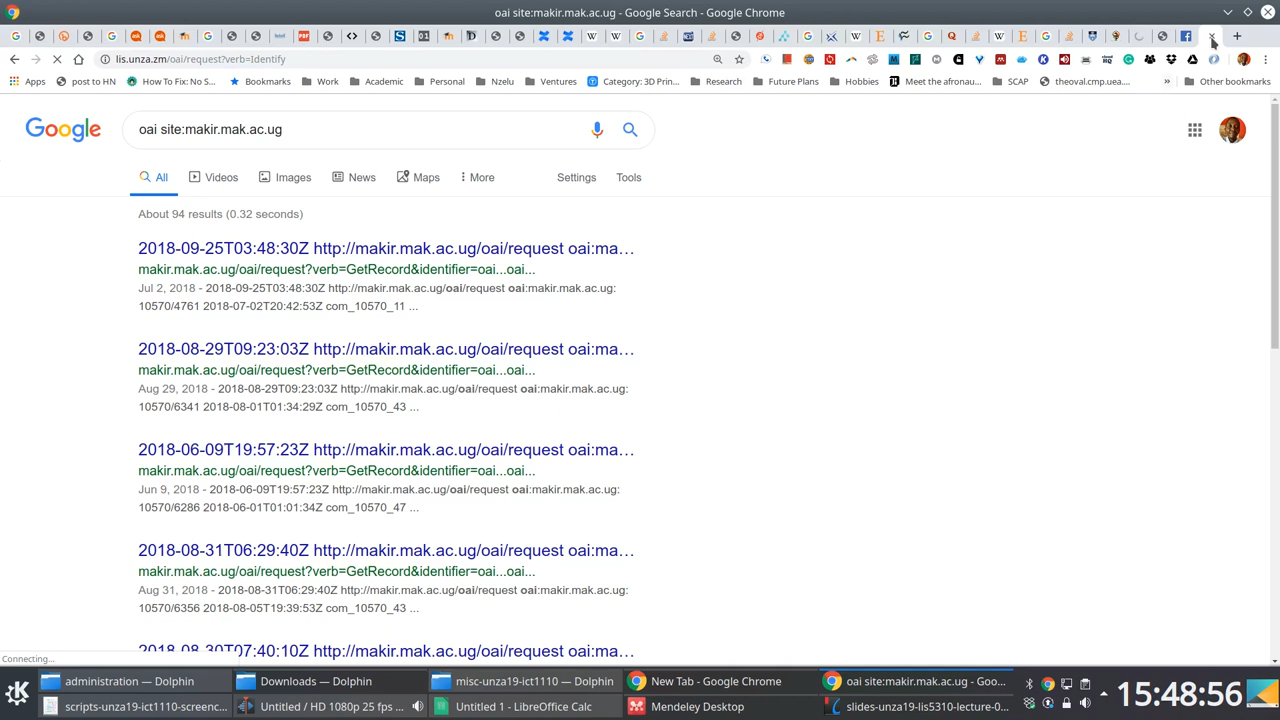 oai site:makir.mak.ac.ug - Google Search - Google Chrome
lis.unza.zm/oai/request?verb=Identify
Apps post to HN How To Fix: No S... Bookmarks Work Academic Personal Nzelu Ventures Category: 3D Prin... Research Future Plans Hobbies Meet the afronau... SCAP theoval.cmp.uea.... » Other bookmarks
Google oai site:makir.mak.ac.ug
All Videos Images News Maps More Settings Tools
About 94 results (0.32 seconds)
2018-09-25T03:48:30Z http://makir.mak.ac.ug/oai/request oai:ma...
makir.mak.ac.ug/oai/request?verb=GetRecord&identifier=oai...oai...
Jul 2, 2018 - 2018-09-25T03:48:30Z http://makir.mak.ac.ug/oai/request oai:makir.mak.ac.ug:
10570/4761 2018-07-02T20:42:53Z com_10570_11 ...
2018-08-29T09:23:03Z http://makir.mak.ac.ug/oai/request oai:ma...
makir.mak.ac.ug/oai/request?verb=GetRecord&identifier=oai...oai...
Aug 29, 2018 - 2018-08-29T09:23:03Z http://makir.mak.ac.ug/oai/request oai:makir.mak.ac.ug:
10570/6341 2018-08-01T01:34:29Z com_10570_43 ...
2018-06-09T19:57:23Z http://makir.mak.ac.ug/oai/request oai:ma...
makir.mak.ac.ug/oai/request?verb=GetRecord&identifier=oai...oai...
Jun 9, 2018 - 2018-06-09T19:57:23Z http://makir.mak.ac.ug/oai/request oai:makir.mak.ac.ug:
10570/6286 2018-06-01T01:01:34Z com_10570_47 ...
2018-08-31T06:29:40Z http://makir.mak.ac.ug/oai/request oai:ma...
makir.mak.ac.ug/oai/request?verb=GetRecord&identifier=oai...oai...
Aug 31, 2018 - 2018-08-31T06:29:40Z http://makir.mak.ac.ug/oai/request oai:makir.mak.ac.ug:
10570/6356 2018-08-05T19:39:53Z com_10570_43 ...
2018-08-30T07:40:10Z http://makir.mak.ac.ug/oai/request oai:ma...
Connecting...
administration — Dolphin Downloads — Dolphin misc-unza19-ict1110 — Dolphin New Tab - Google Chrome oai site:makir.mak.ac.ug - Goo...
scripts-unza19-ict1110-screenc... Untitled / HD 1080p 25 fps ... Untitled 1 - LibreOffice Calc Mendeley Desktop slides-unza19-lis5310-lecture-0...
15:48:56